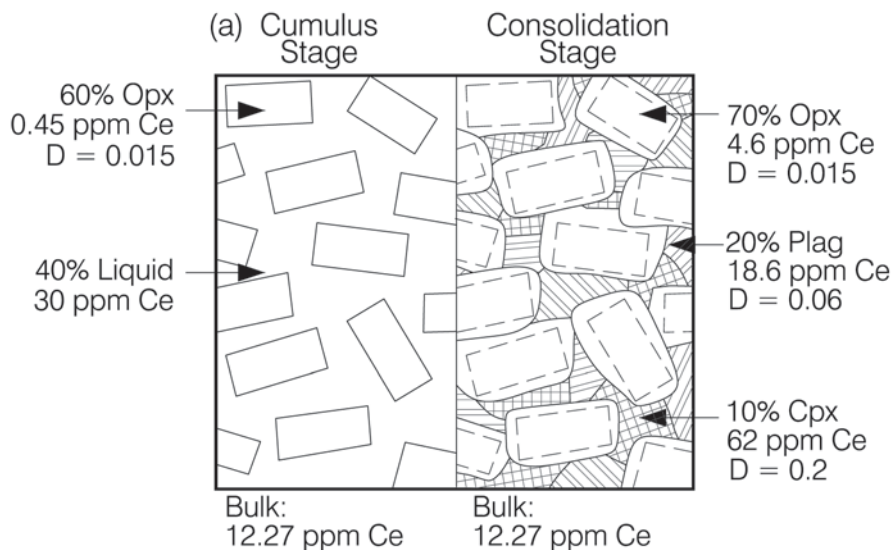 (a) Cumulus Stage
Consolidation Stage
60% Opx
0.45 ppm Ce
D = 0.015
40% Liquid
30 ppm Ce
70% Opx
4.6 ppm Ce
D = 0.015
20% Plag
18.6 ppm Ce
D = 0.06
10% Cpx
62 ppm Ce
D = 0.2
Bulk:
12.27 ppm Ce
Bulk:
12.27 ppm Ce